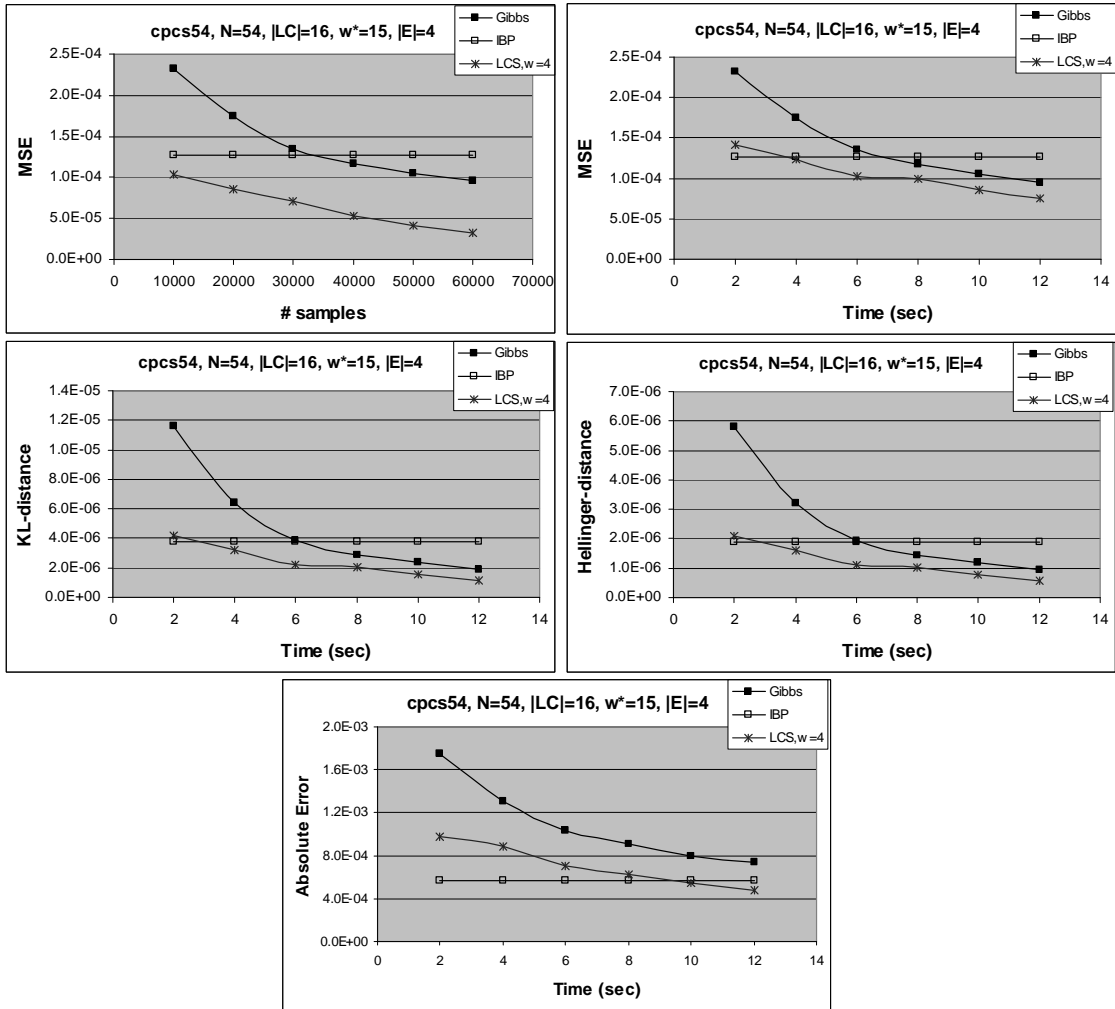 cpcs54, N=54, |LC|=16, w*=15, |E|=4
Gibbs
IBP
LCS,w=4
2.5E-04
2.0E-04
1.5E-04
1.0E-04
5.0E-05
0.0E+00
MSE
0 10000 20000 30000 40000 50000 60000 70000
# samples
cpcs54, N=54, |LC|=16, w*=15, |E|=4
Gibbs
IBP
LCS,w=4
2.5E-04
2.0E-04
1.5E-04
1.0E-04
5.0E-05
0.0E+00
MSE
0 2 4 6 8 10 12 14
Time (sec)
cpcs54, N=54, |LC|=16, w*=15, |E|=4
Gibbs
IBP
LCS,w=4
1.4E-05
1.2E-05
1.0E-05
8.0E-06
6.0E-06
4.0E-06
2.0E-06
0.0E+00
KL-distance
0 2 4 6 8 10 12 14
Time (sec)
cpcs54, N=54, |LC|=16, w*=15, |E|=4
Gibbs
IBP
LCS,w=4
7.0E-06
6.0E-06
5.0E-06
4.0E-06
3.0E-06
2.0E-06
1.0E-06
0.0E+00
Hellinger-distance
0 2 4 6 8 10 12 14
Time (sec)
cpcs54, N=54, |LC|=16, w*=15, |E|=4
Gibbs
IBP
LCS,w=4
2.0E-03
1.6E-03
1.2E-03
8.0E-04
4.0E-04
0.0E+00
Absolute Error
0 2 4 6 8 10 12 14
Time (sec)